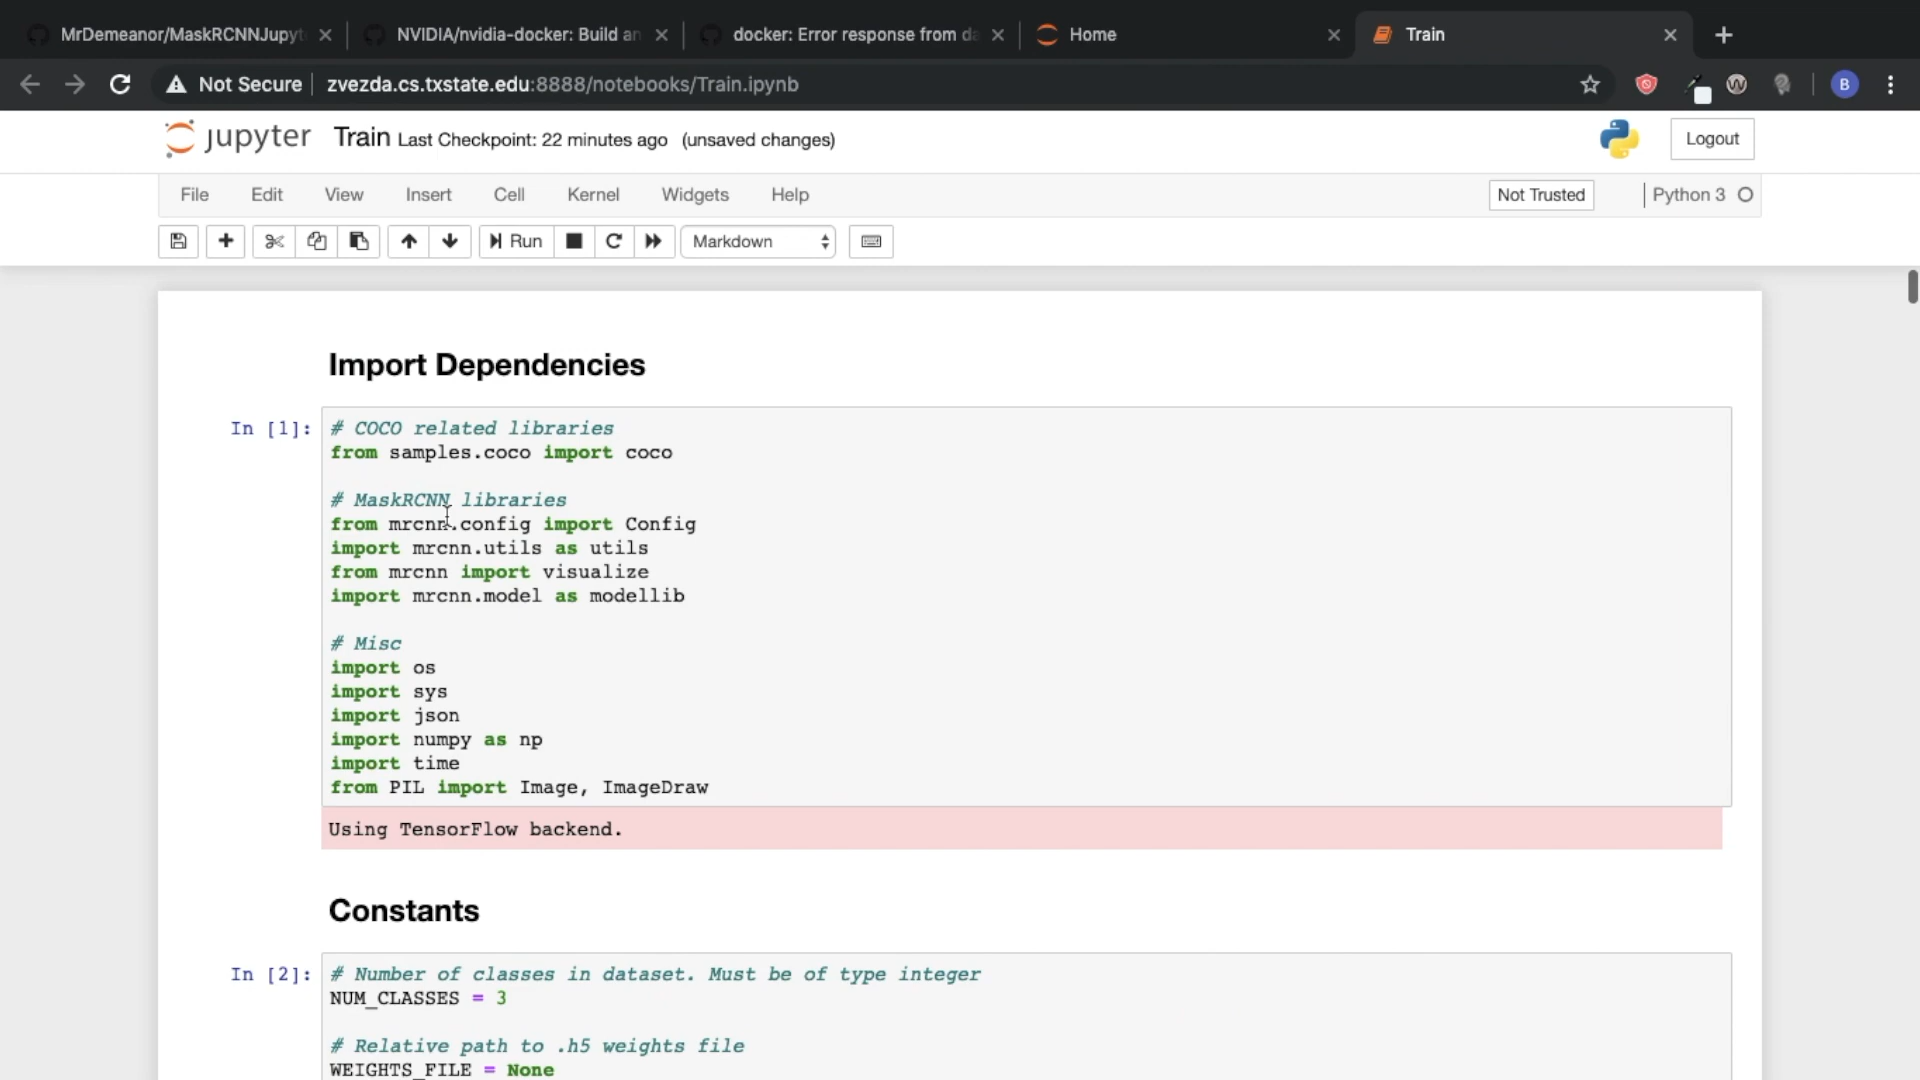 MrDemeanor/MaskRCNNJupyt
NVIDIA/nvidia-docker: Build an
docker: Error response from da
Home
Train
Not Secure
zvezda.cs.txstate.edu:8888/notebooks/Train.ipynb
B
jupyter
Train Last Checkpoint: 22 minutes ago (unsaved changes)
Logout
File Edit View Insert Cell Kernel Widgets Help
Not Trusted
Python 3
Run
Markdown
Import Dependencies
In [1]:
# COCO related libraries
from samples.coco import coco
# MaskRCNN libraries
from mrcnn.config import Config
import mrcnn.utils as utils
from mrcnn import visualize
import mrcnn.model as modellib
# Misc
import os
import sys
import json
import numpy as np
import time
from PIL import Image, ImageDraw
Using TensorFlow backend.
Constants
In [2]:
# Number of classes in dataset. Must be of type integer
NUM_CLASSES = 3
# Relative path to .h5 weights file
WEIGHTS_FILE = None